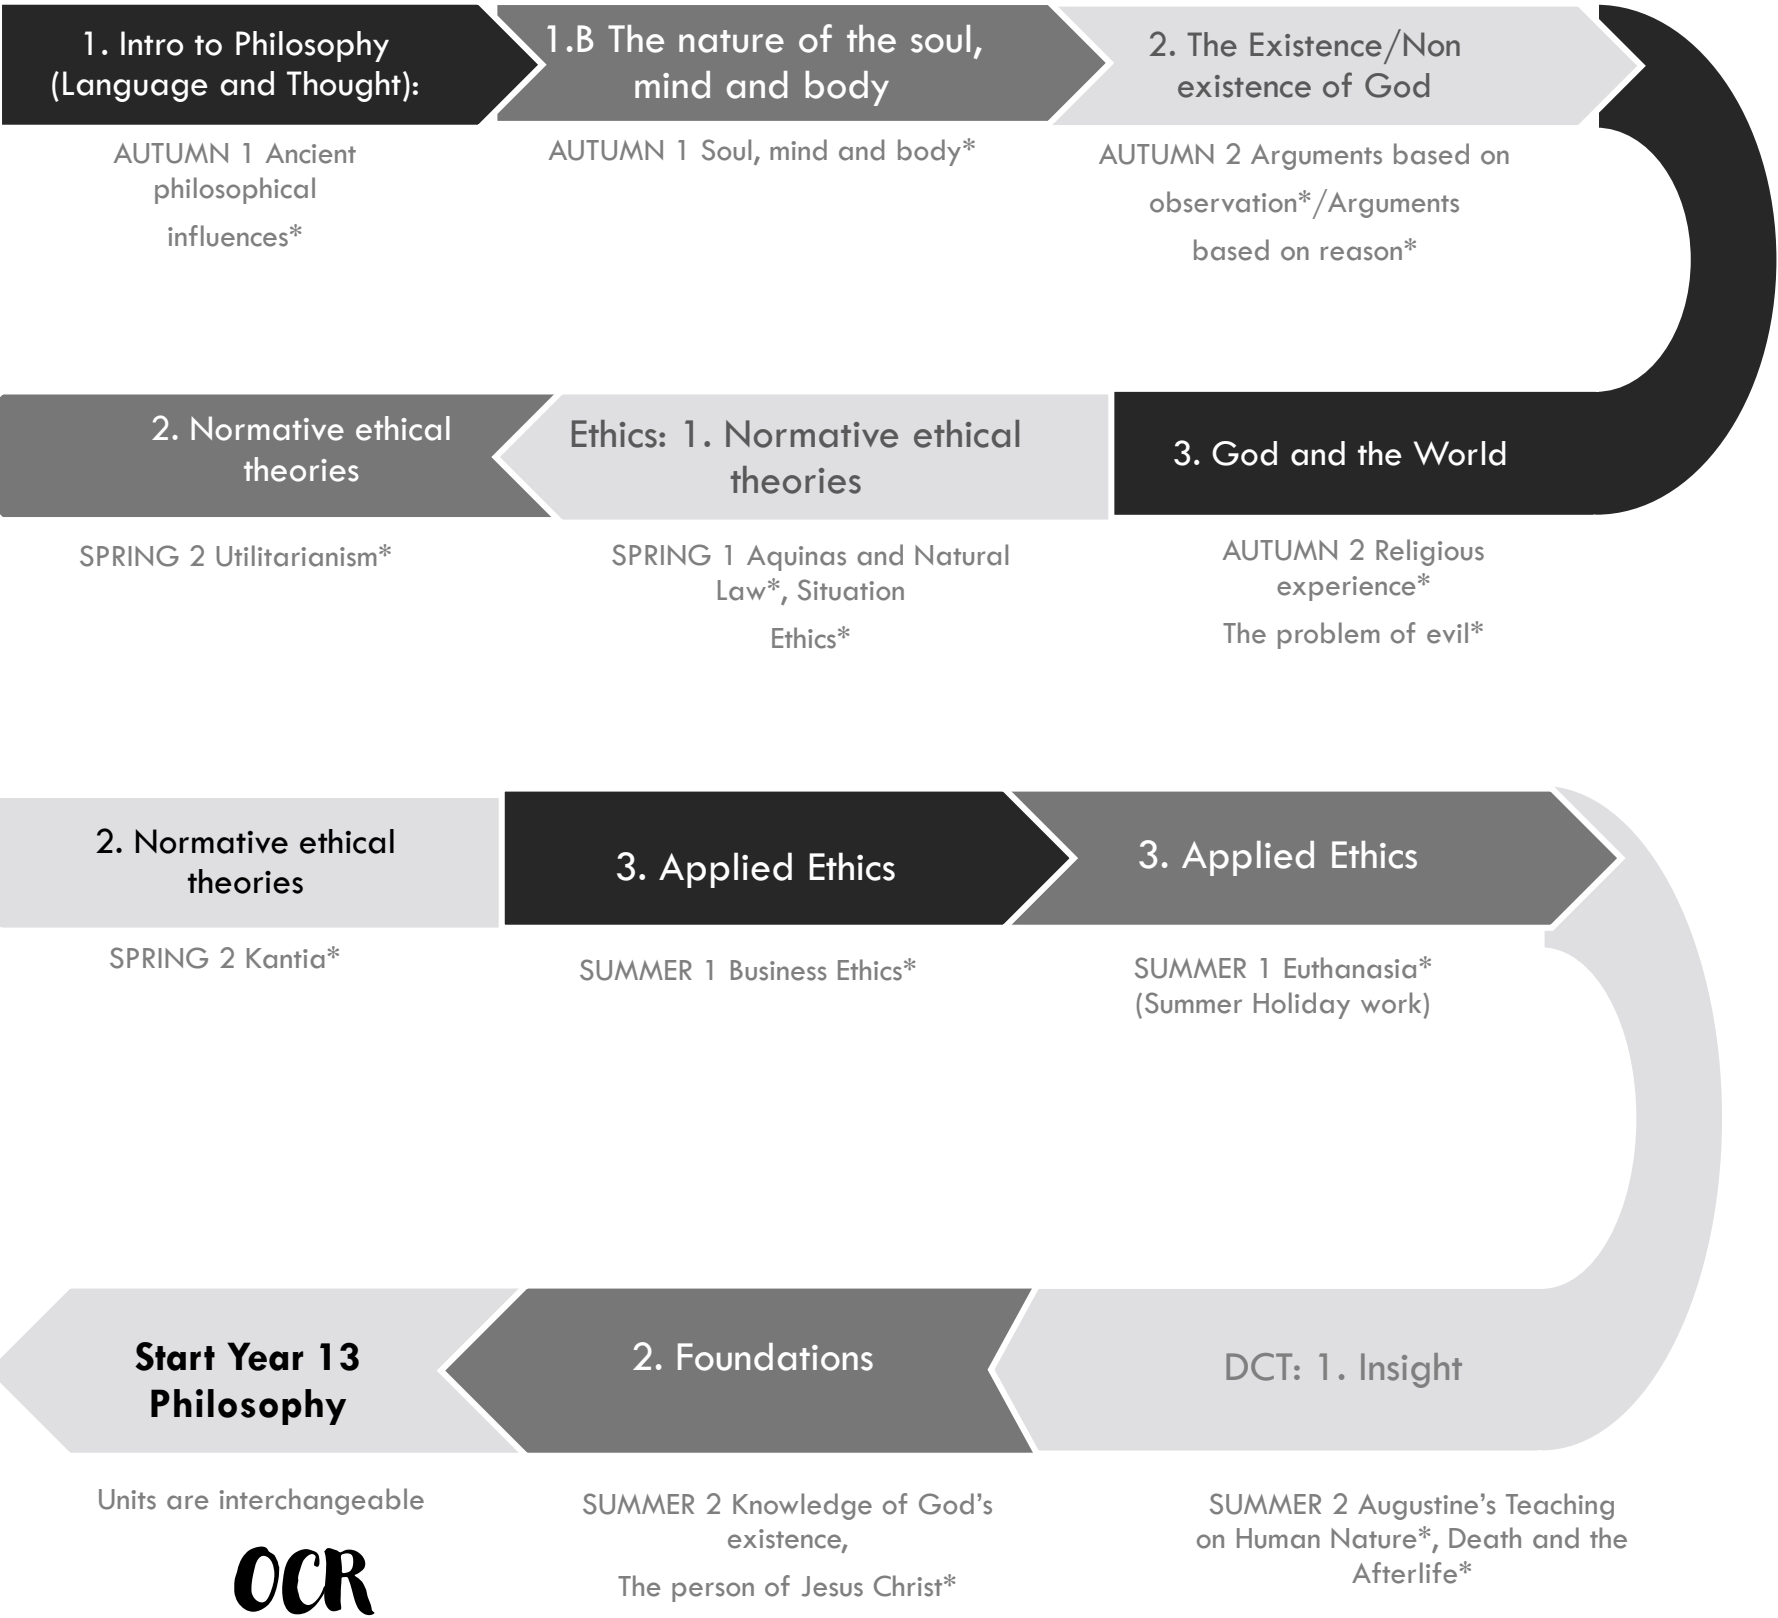 1. Intro to Philosophy
(Language and Thought):
AUTUMN 1 Ancient
philosophical
influences*
1.B The nature of the soul,
mind and body
AUTUMN 1 Soul, mind and body*
2. The Existence/Non
existence of God
AUTUMN 2 Arguments based on
observation*/Arguments
based on reason*
3. God and the World
AUTUMN 2 Religious
experience*
The problem of evil*
Ethics: 1. Normative ethical
theories
SPRING 1 Aquinas and Natural
Law*, Situation
Ethics*
2. Normative ethical
theories
SPRING 2 Utilitarianism*
2. Normative ethical
theories
SPRING 2 Kantia*
3. Applied Ethics
SUMMER 1 Business Ethics*
3. Applied Ethics
SUMMER 1 Euthanasia*
(Summer Holiday work)
DCT: 1. Insight
SUMMER 2 Augustine’s Teaching
on Human Nature*, Death and the
Afterlife*
2. Foundations
SUMMER 2 Knowledge of God’s
existence,
The person of Jesus Christ*
Start Year 13
Philosophy
Units are interchangeable
OCR